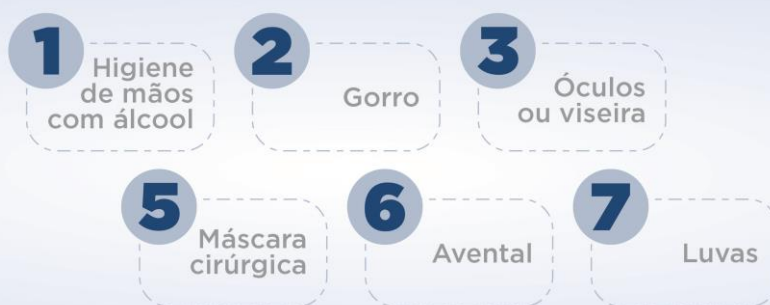 1
Higiene
de mãos
com álcool
2
Gorro
3
Óculos
ou viseira
5
Máscara
cirúrgica
6
Avental
7
Luvas